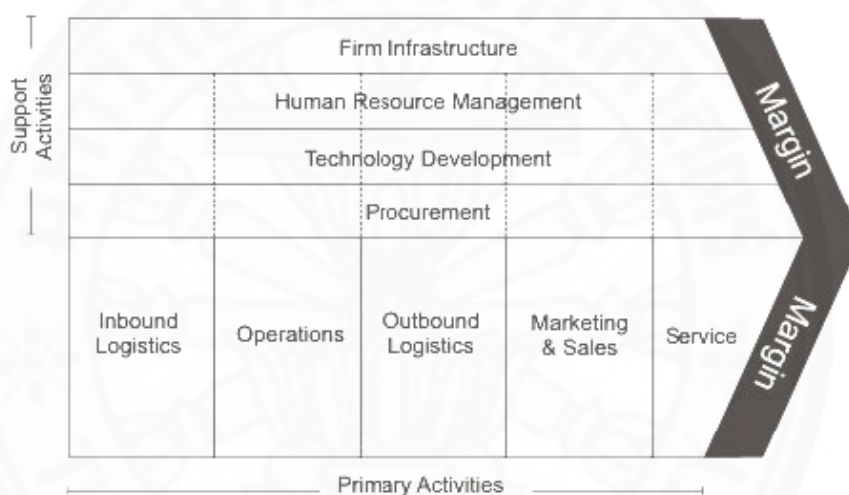 Firm Infrastructure
Human Resource Management
Technology Development
Procurement
Support
Activities
Inbound
Logistics
Operations
Outbound
Logistics
Marketing
& Sales
Service
Margin
Margin
Primary Activities